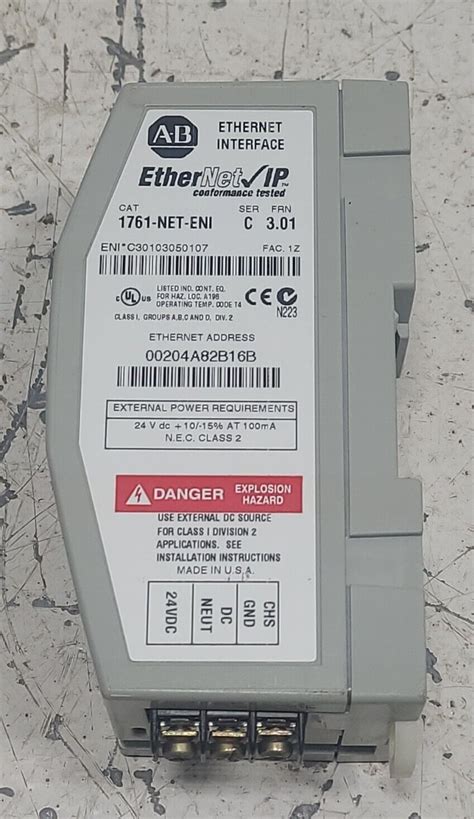 A-B
ETHERNET
INTERFACE
EtherNet/IP™
conformance tested
CAT SER FRN
1761-NET-ENI C 3.01
ENI*C30103050107 FAC. 1Z
LISTED IND. CONT. EQ.
FOR HAZ. LOC. A196
OPERATING TEMP. CODE T4
C UL US
CE
N223
CLASS I, GROUPS A,B,C AND D, DIV. 2
ETHERNET ADDRESS
00204A82B16B
EXTERNAL POWER REQUIREMENTS
24 V dc +10/-15% AT 100mA
N.E.C. CLASS 2
DANGER EXPLOSION
HAZARD
USE EXTERNAL DC SOURCE
FOR CLASS I DIVISION 2
APPLICATIONS. SEE
INSTALLATION INSTRUCTIONS
MADE IN U.S.A.
24VDC
DC
NEUT
CHS
GND